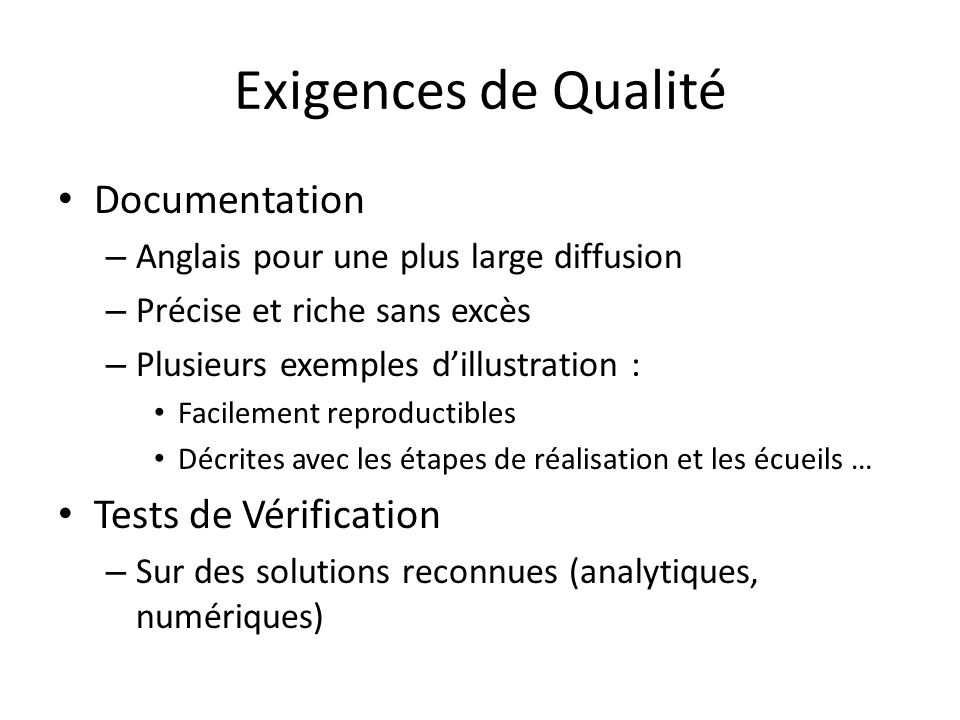 Exigences de Qualité
• Documentation
– Anglais pour une plus large diffusion
– Précise et riche sans excès
– Plusieurs exemples d’illustration :
• Facilement reproductibles
• Décrites avec les étapes de réalisation et les écueils …
• Tests de Vérification
– Sur des solutions reconnues (analytiques,
numériques)